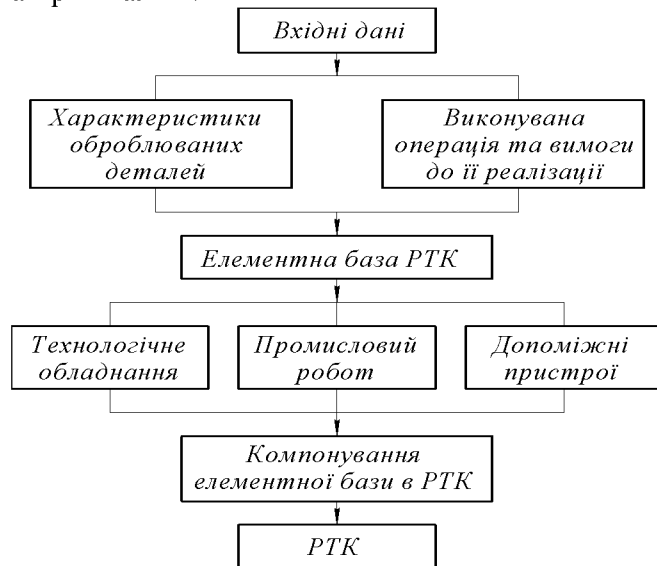 Вхідні дані
Характеристики
оброблюваних
деталей
Виконувана
операція та вимоги
до її реалізації
Елементна база РТК
Технологічне
обладнання
Промисловий
робот
Допоміжні
пристрої
Компонування
елементної бази в РТК
РТК